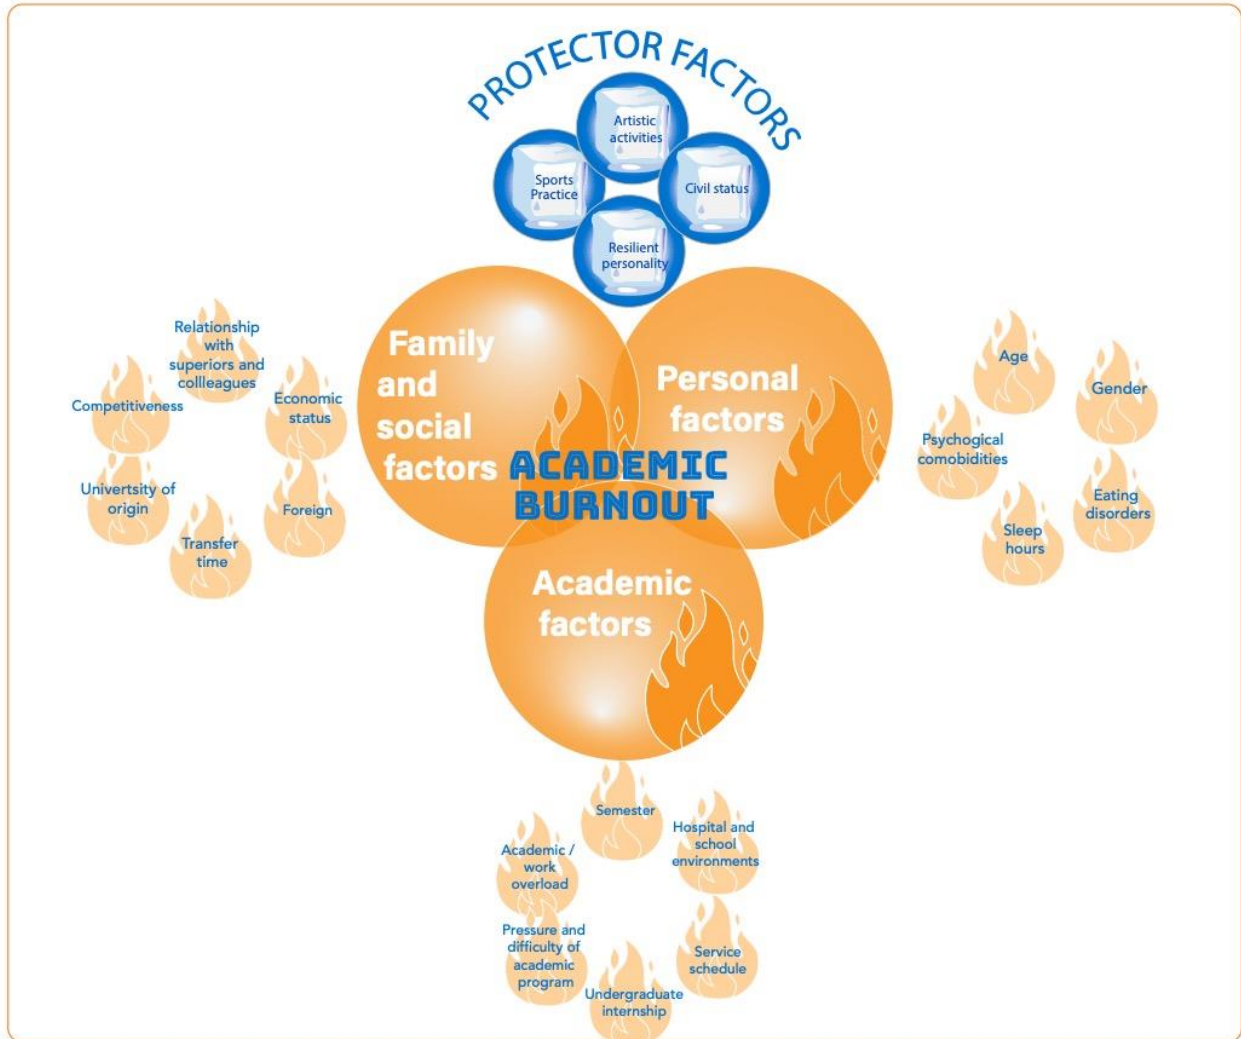 PROTECTOR FACTORS
Artistic
activities
Sports
Practice
Civil status
Resilient
personality
Family
and
social
factors
Personal
factors
ACADEMIC
BURNOUT
Academic
factors
Relationship
with
superiors and
collleagues
Competitiveness
Economic
status
Univertsity of
origin
Foreign
Transfer
time
Age
Gender
Psychogical
comobidities
Eating
disorders
Sleep
hours
Semester
Hospital and
school
environments
Academic /
work
overload
Pressure and
difficulty of
academic
program
Service
schedule
Undergraduate
internship